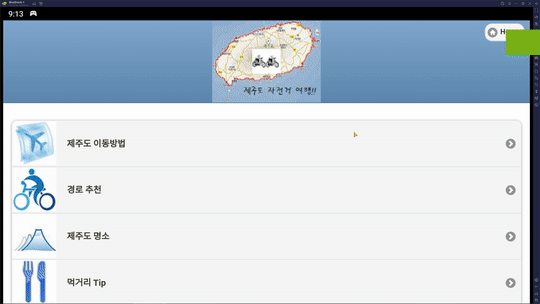 9:13
제주도 자전거 여행!!
제주도 이동방법
경로 추천
제주도 명소
먹거리 Tip